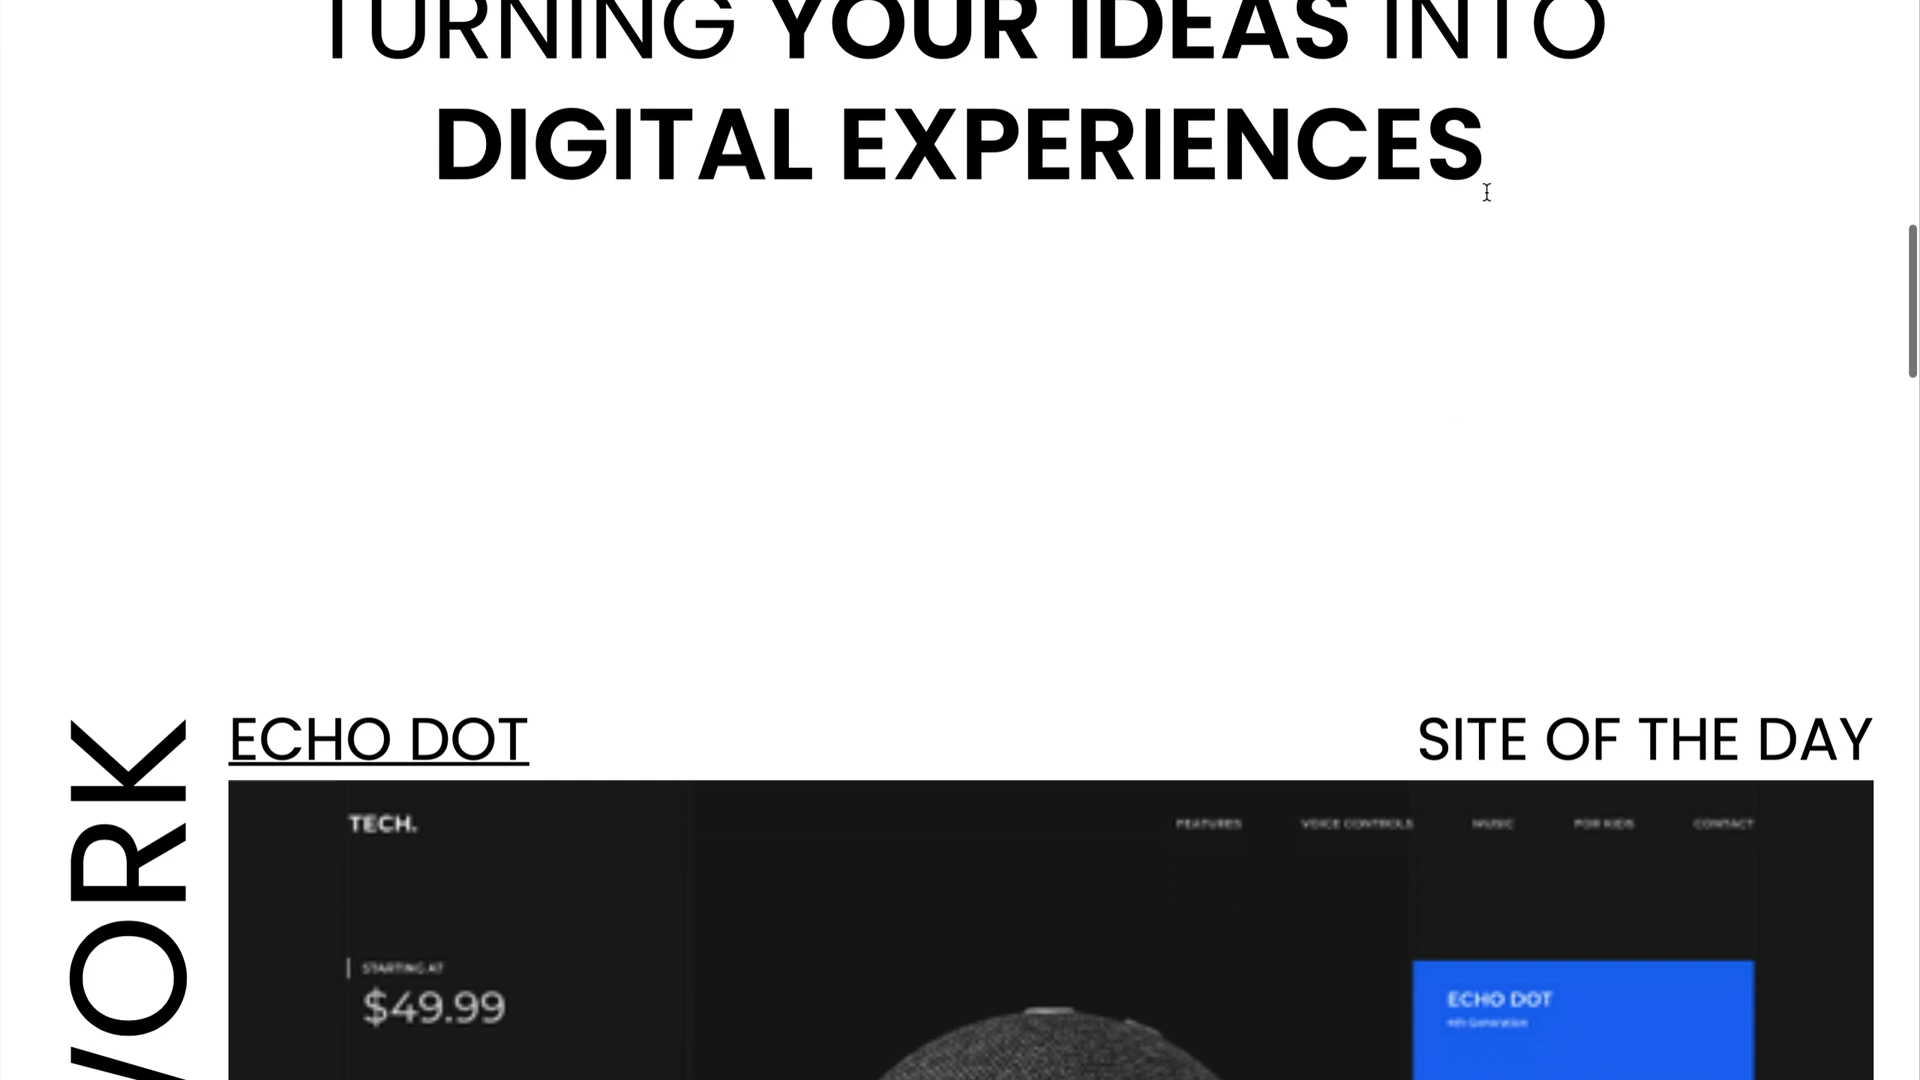 TURNING YOUR IDEAS INTO
DIGITAL EXPERIENCES
ECHO DOT
SITE OF THE DAY
WORK
TECH.
FEATURES VOICE CONTROLS MUSIC FOR KIDS CONTACT
STARTING AT
$49.99
ECHO DOT
4th Generation